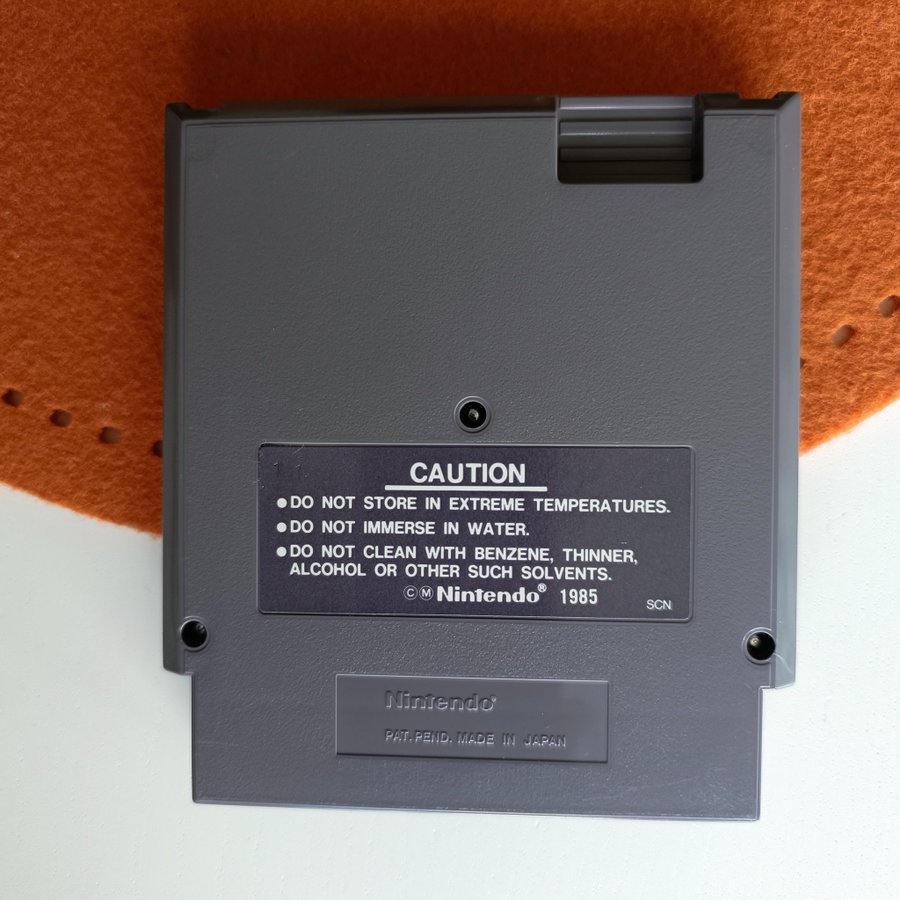 CAUTION
●DO NOT STORE IN EXTREME TEMPERATURES.
●DO NOT IMMERSE IN WATER.
●DO NOT CLEAN WITH BENZENE, THINNER,
ALCOHOL OR OTHER SUCH SOLVENTS.
ⒸⓂNintendo® 1985
SCN
Nintendo®
PAT. PEND. MADE IN JAPAN